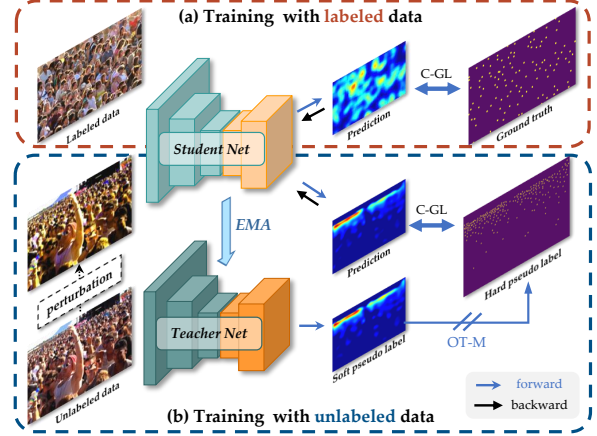 (a) Training with labeled data
Labeled data
Student Net
Prediction
C-GL
Ground truth
EMA
perturbation
Prediction
C-GL
Hard pseudo label
Teacher Net
Soft pseudo label
OT-M
Unlabeled data
forward
backward
(b) Training with unlabeled data